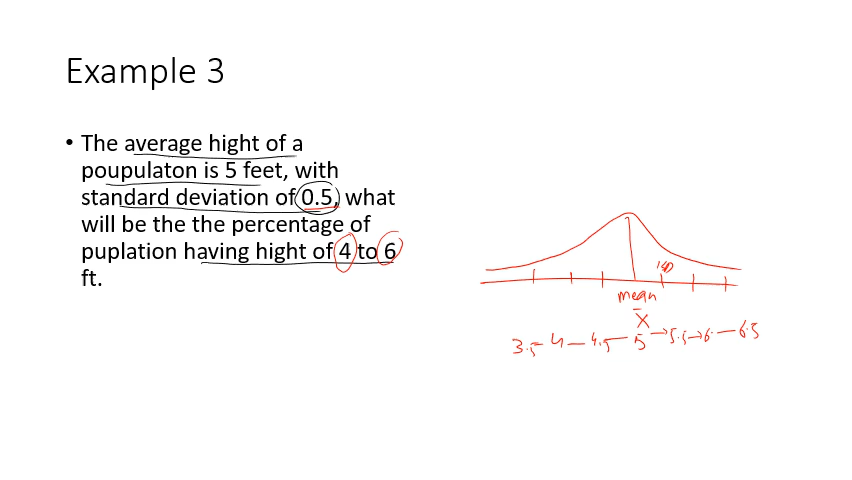 Example 3
• The average hight of a
poupulaton is 5 feet, with
standard deviation of 0.5, what
will be the the percentage of
puplation having hight of 4 to 6
ft.
mean
X̄
3.5 - 4 - 4.5 - 5 → 5.5 → 6 - 6.5